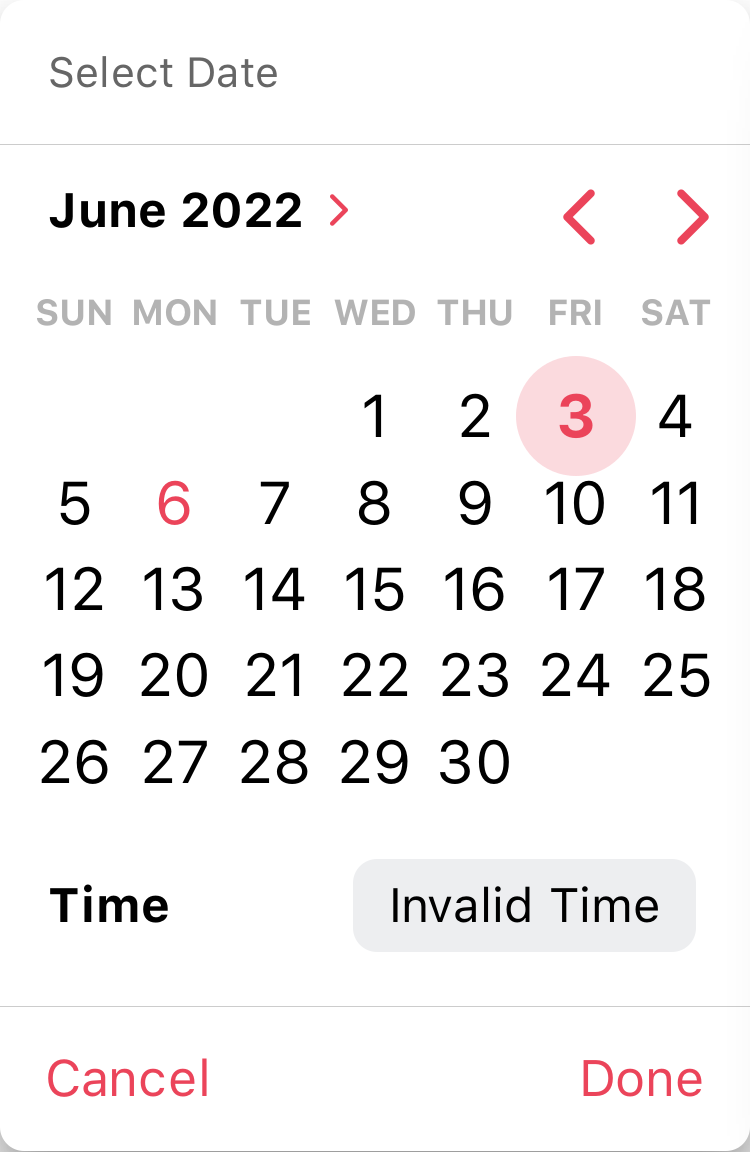 Select Date
June 2022
SUN MON TUE WED THU FRI SAT
1 2 3 4
5 6 7 8 9 10 11
12 13 14 15 16 17 18
19 20 21 22 23 24 25
26 27 28 29 30
Time Invalid Time
Cancel Done